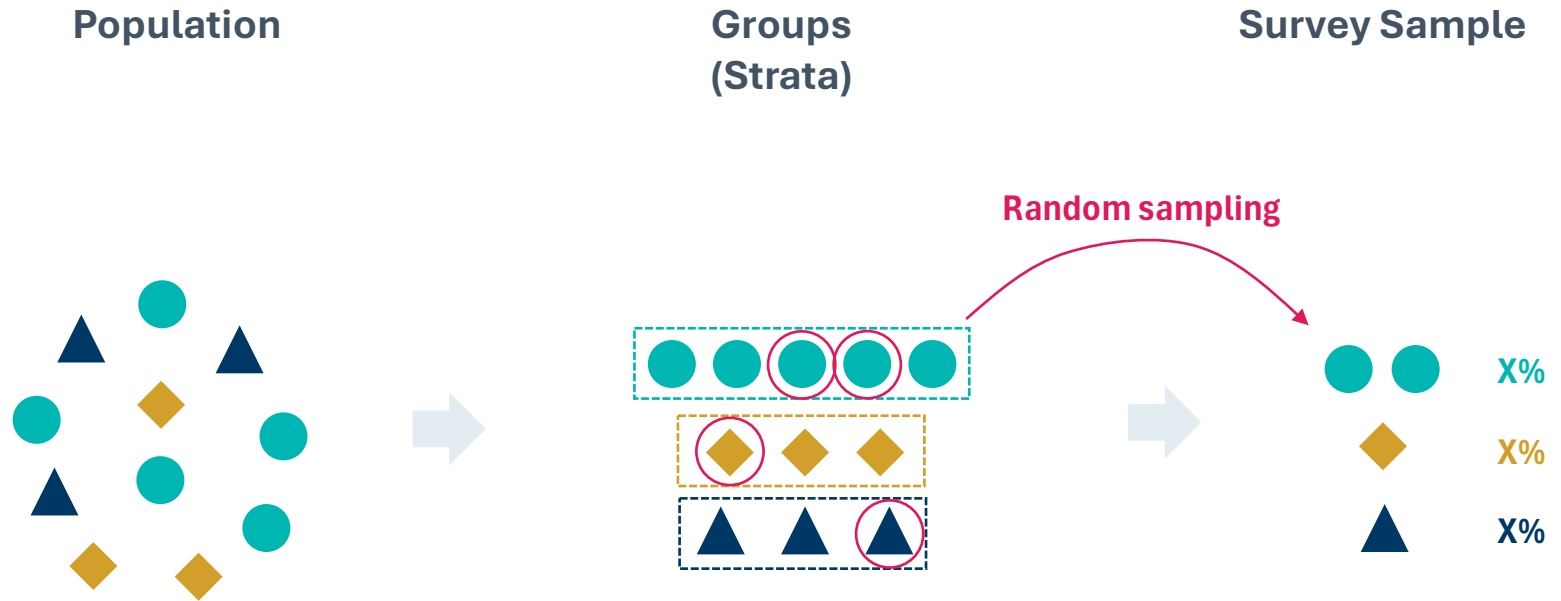 Population
Groups
(Strata)
Survey Sample
Random sampling
X%
X%
X%